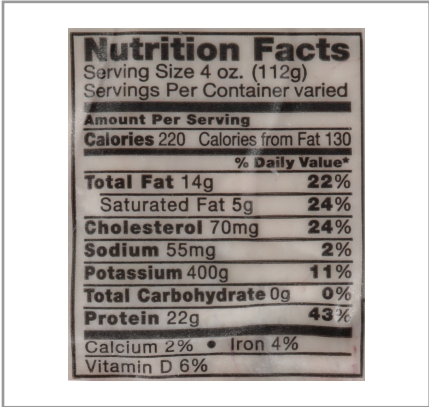 Nutrition Facts
Serving Size 4 oz. (112g)
Servings Per Container varied
Amount Per Serving
Calories 220 Calories from Fat 130
% Daily Value*
Total Fat 14g 22%
Saturated Fat 5g 24%
Cholesterol 70mg 24%
Sodium 55mg 2%
Potassium 400g 11%
Total Carbohydrate 0g 0%
Protein 22g 43%
Calcium 2% • Iron 4%
Vitamin D 6%